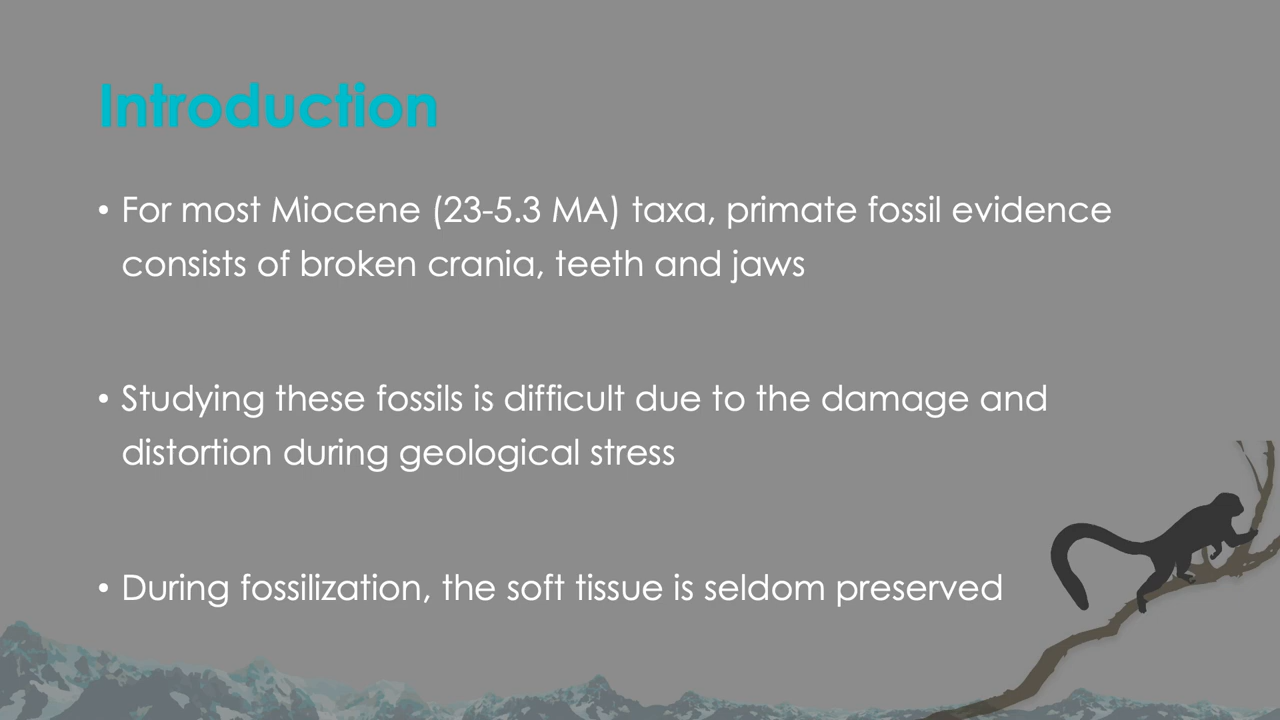 Introduction
• For most Miocene (23-5.3 MA) taxa, primate fossil evidence
consists of broken crania, teeth and jaws
• Studying these fossils is difficult due to the damage and
distortion during geological stress
• During fossilization, the soft tissue is seldom preserved